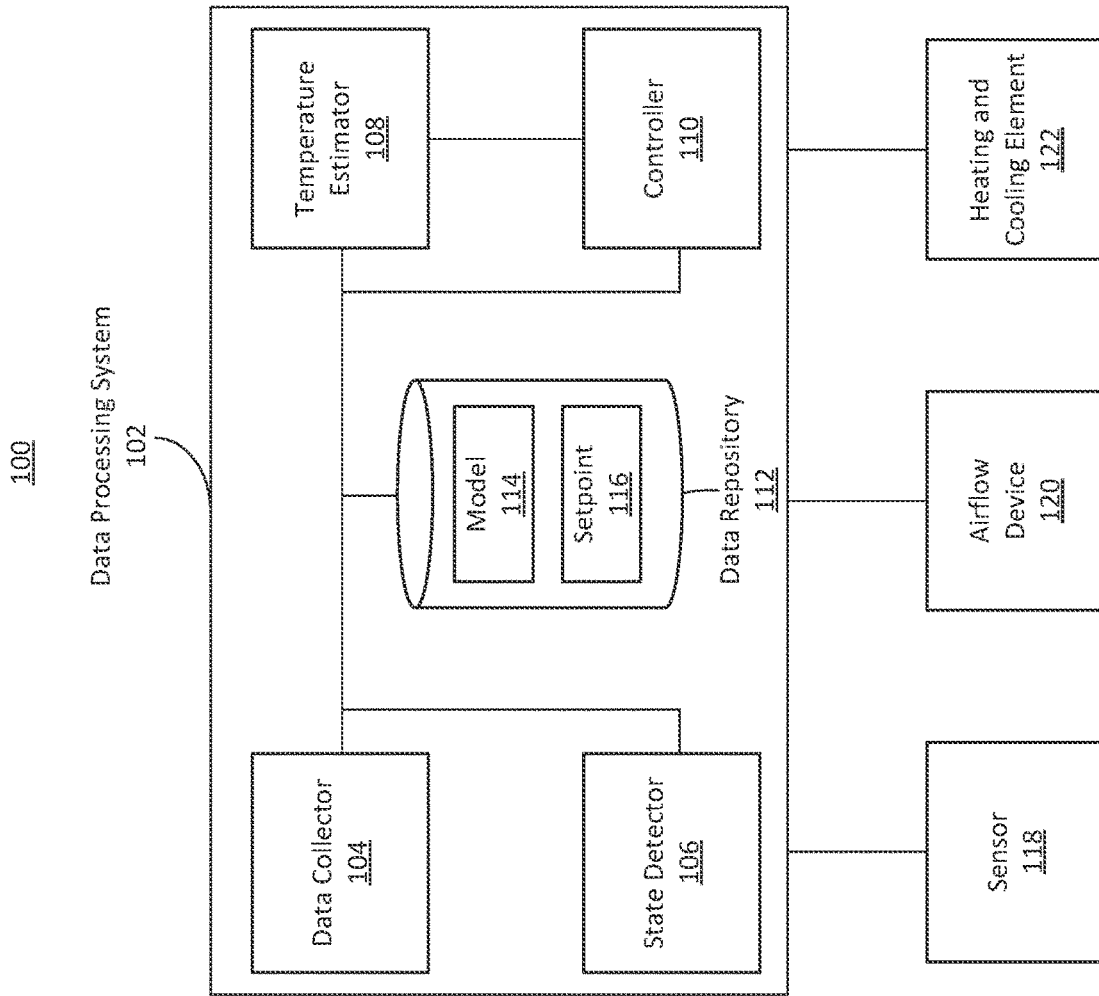 100
Data Processing System
102
Data Collector
104
Temperature
Estimator
108
Model
114
Setpoint
116
State Detector
106
Controller
110
Data Repository
112
Sensor
118
Airflow
Device
120
Heating and
Cooling Element
122